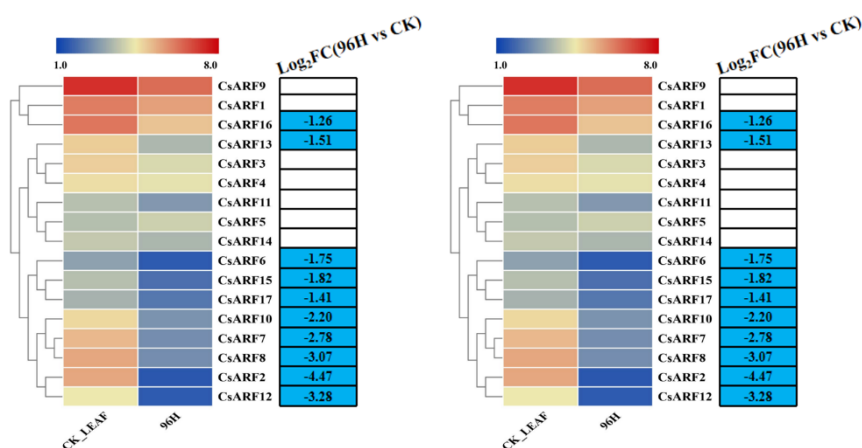 Log₂FC(96H vs CK)
1.0 8.0
CsARF9
CsARF1
CsARF16 -1.26
CsARF13 -1.51
CsARF3
CsARF4
CsARF11
CsARF5
CsARF14
CsARF6 -1.75
CsARF15 -1.82
CsARF17 -1.41
CsARF10 -2.20
CsARF7 -2.78
CsARF8 -3.07
CsARF2 -4.47
CsARF12 -3.28
CK_LEAF 96H
Log₂FC(96H vs CK)
1.0 8.0
CsARF9
CsARF1
CsARF16 -1.26
CsARF13 -1.51
CsARF3
CsARF4
CsARF11
CsARF5
CsARF14
CsARF6 -1.75
CsARF15 -1.82
CsARF17 -1.41
CsARF10 -2.20
CsARF7 -2.78
CsARF8 -3.07
CsARF2 -4.47
CsARF12 -3.28
CK_LEAF 96H